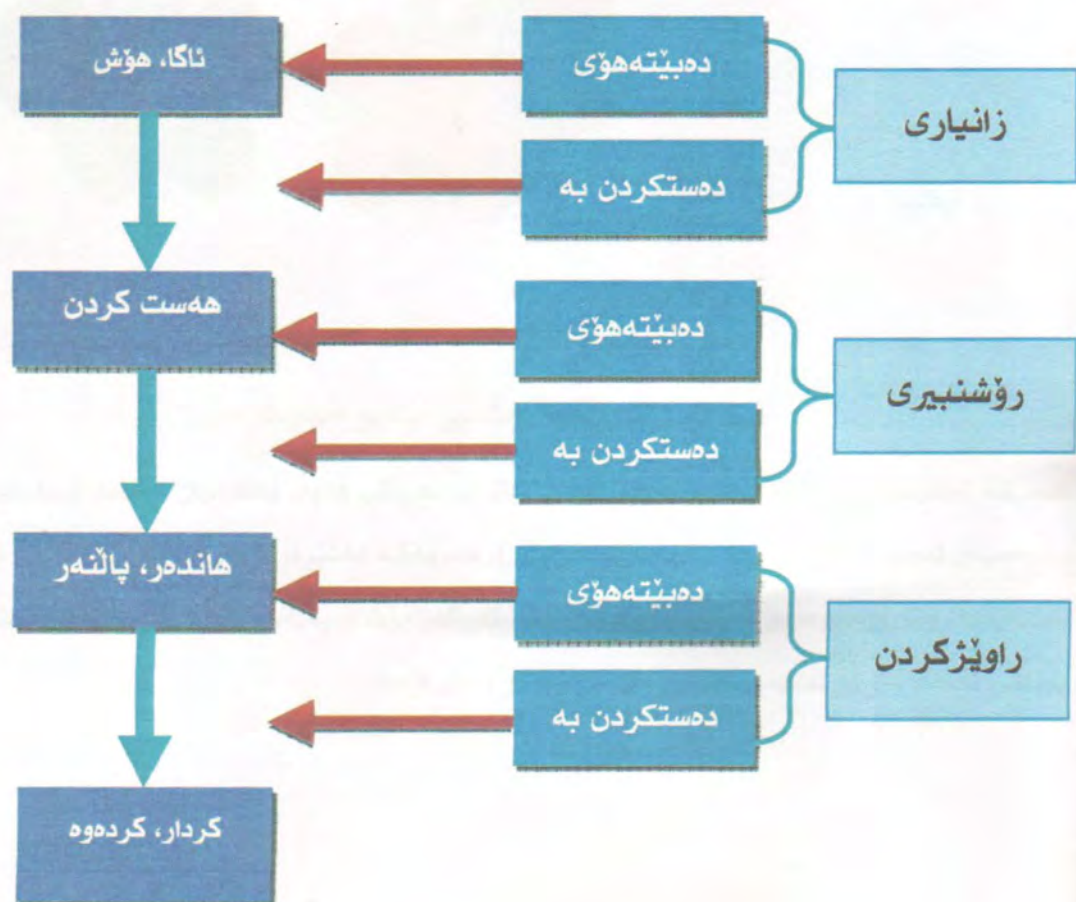 زانیاری
دەبێتەهۆی
ئاگا، هۆش
دەستکردن بە
هەست کردن
رۆشنبیری
دەبێتەهۆی
دەستکردن بە
هاندەر، پاڵنەر
راوێژکردن
دەبێتەهۆی
دەستکردن بە
کردار، کردەوە